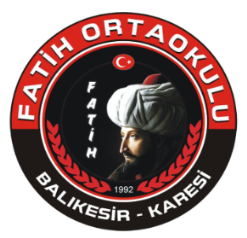 FATİH ORTAOKULU
FATİH
1992
BALIKESİR - KARESİ